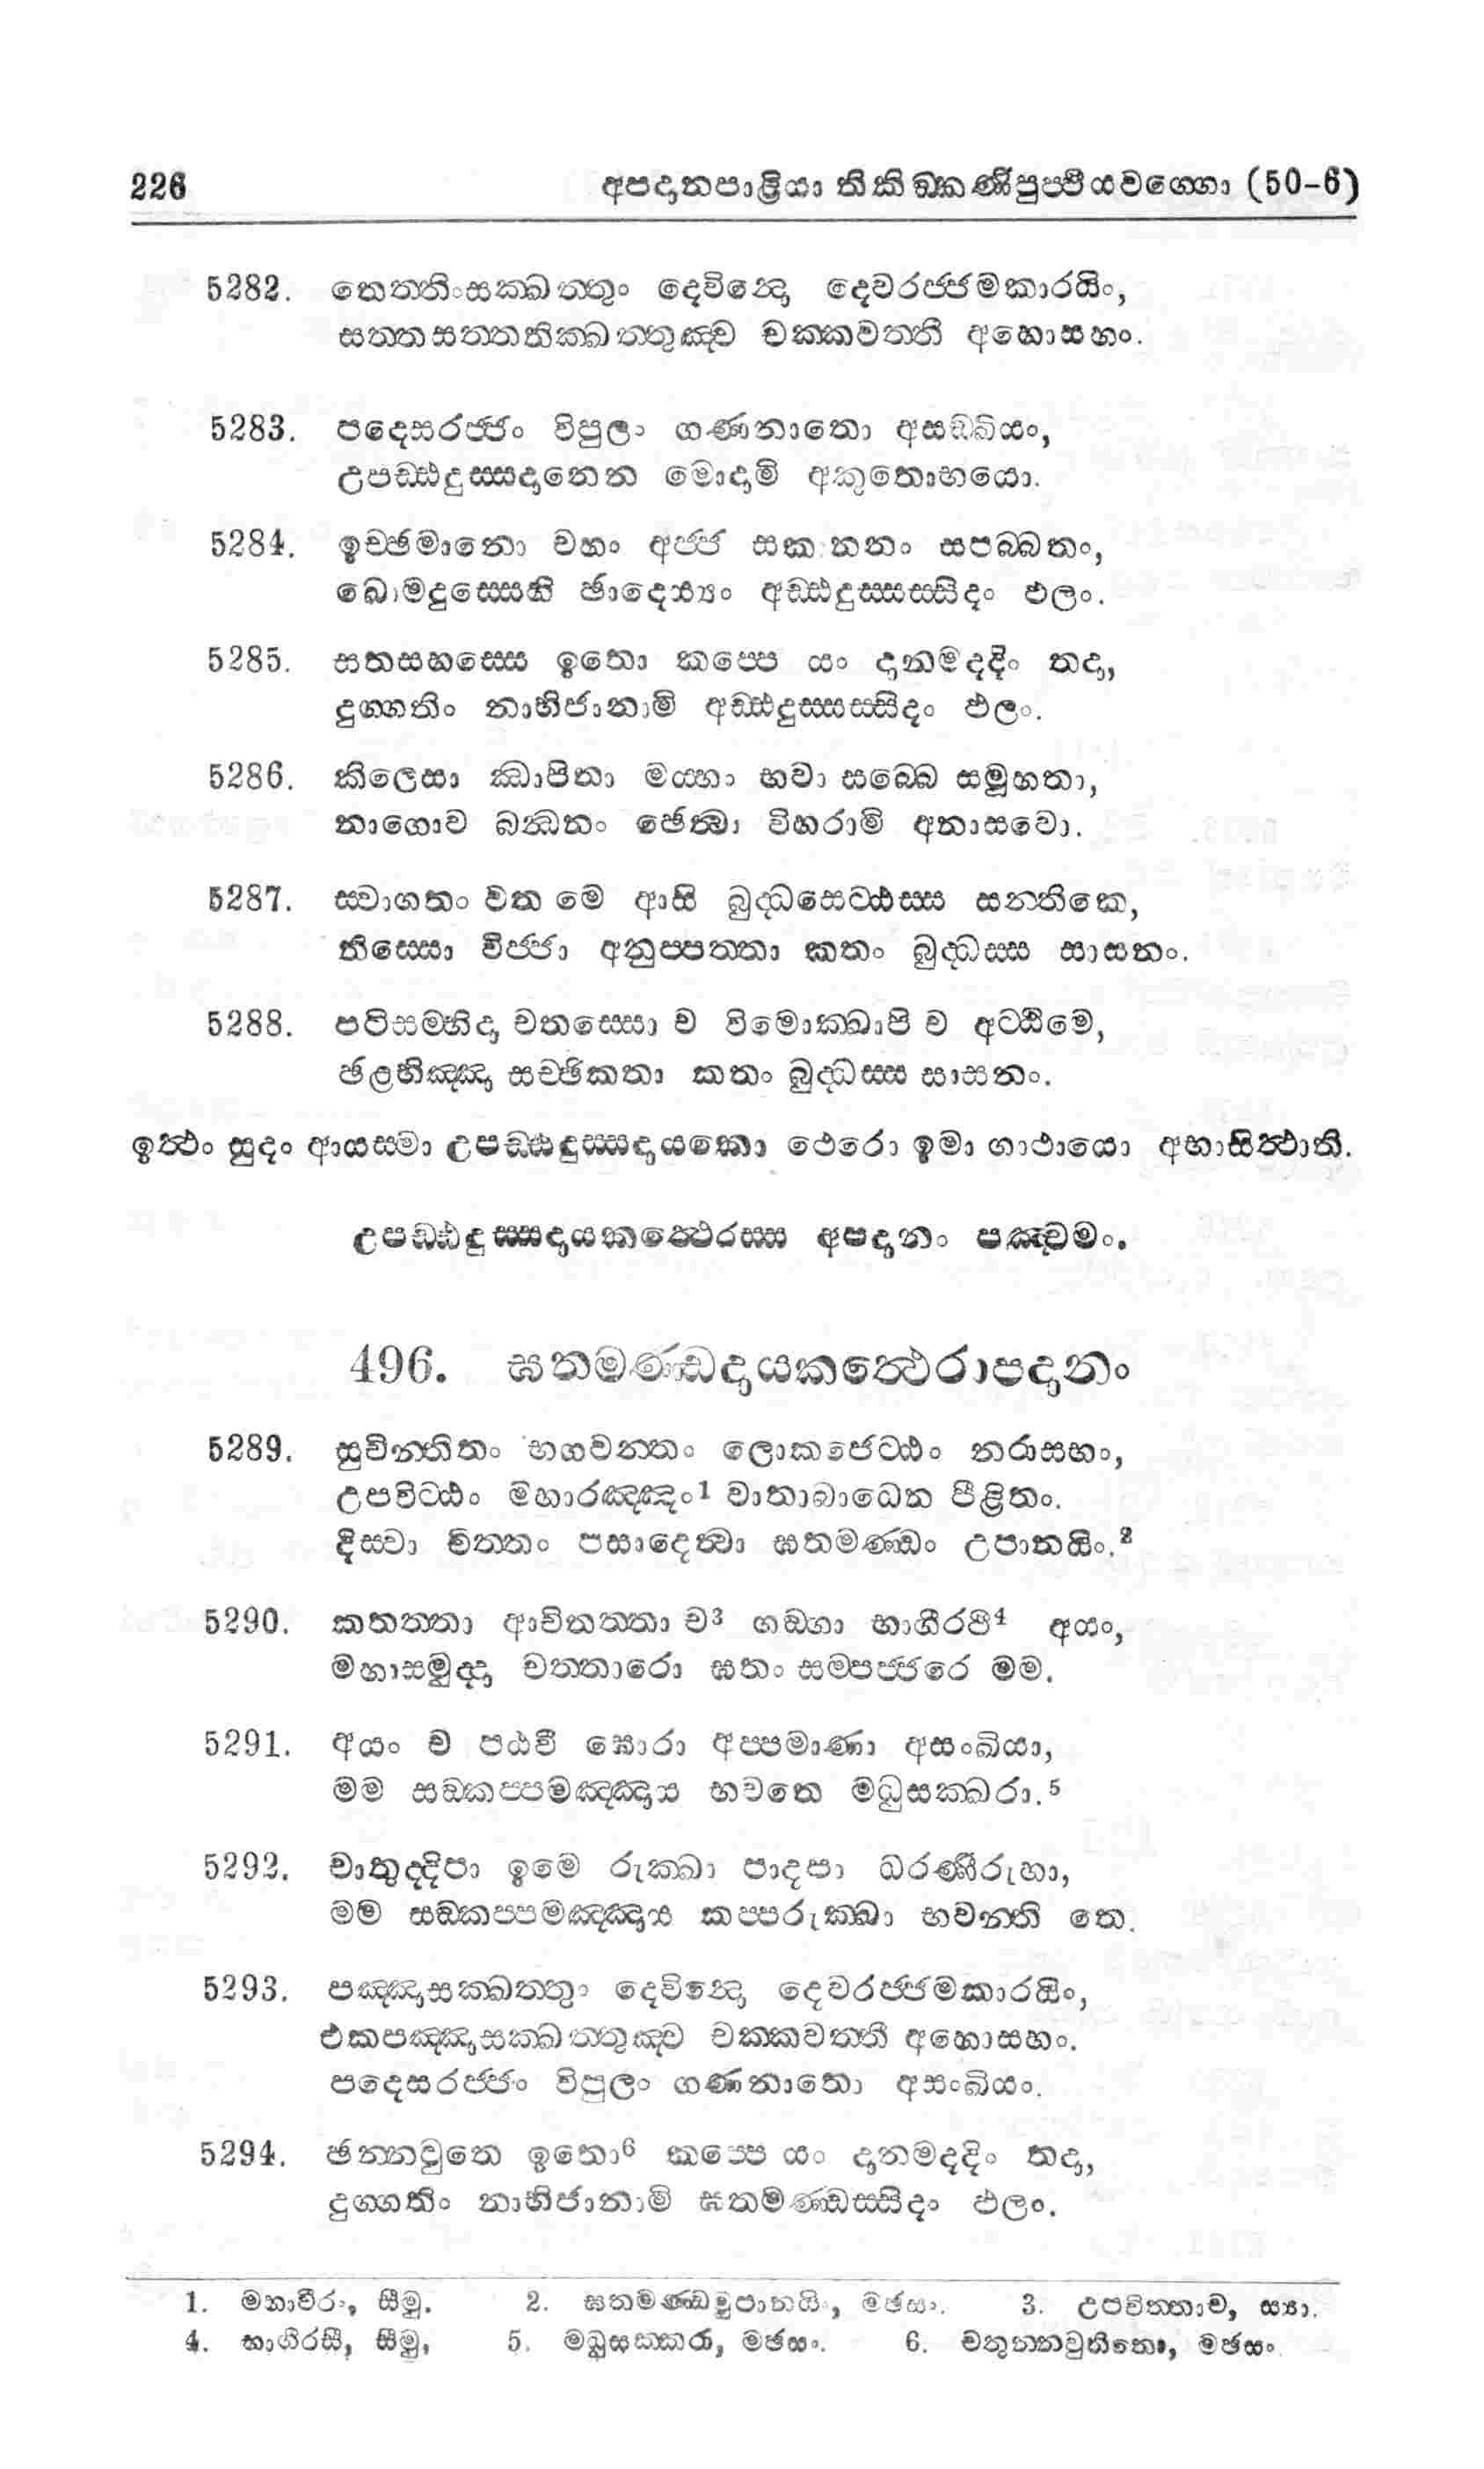 226 අපදානපාළියා තිකිඞ්කණිපුප්ඵියවග්ගො (50-6)
5282. තෙත්තිංසක්ඛත්තුං දෙවින්දො දෙවරජ්ජමකාරයිං,
සත්තසත්තතික්ඛත්තුඤ්ච චක්කවත්තී අහොසහං.
5283. පදෙසරජ්ජං විපුලං ගණනාතො අසඞ්ඛියං,
උපඩ්ඪදුස්සදානෙන මොදාමි අකුතොභයො.
5284. ඉච්ඡමානො චහං අජ්ජ සකානනං සපබ්බතං,
ඛොමදුස්සෙහි ඡාදෙය්‍යං අඩ්ඪදුස්සස්සිදං ඵලං.
5285. සතසහස්සෙ ඉතො කප්පෙ යං දානමදදිං තදා,
දුග්ගතිං නාභිජානාමි අඩ්ඪදුස්සස්සිදං ඵලං.
5286. කිලෙසා ඣාපිතා මය්හං භවා සබ්බෙ සමූහතා,
නාගොව බන්ධනං ඡෙත්වා විහරාමි අනාසවො.
5287. ස්වාගතං වත මෙ ආසි බුද්ධසෙට්ඨස්ස සන්තිකෙ,
තිස්සො විජ්ජා අනුප්පත්තා කතං බුද්ධස්ස සාසනං.
5288. පටිසම්භිදා චතස්සො ච විමොක්ඛාපි ච අට්ඨිමෙ,
ඡළභිඤ්ඤා සච්ඡිකතා කතං බුද්ධස්ස සාසනං.
ඉත්ථං සුදං ආයස්මා උපඩ්ඪදුස්සදායකො ථෙරො ඉමා ගාථායො අභාසිත්ථාති.
උපඩ්ඪදුස්සදායකත්ථෙරස්ස අපදානං පඤ්චමං.
496. ඝතමණ්ඩදායකත්ථෙරාපදානං
5289. සුචින්තිතං භගවන්තං ලොකජෙට්ඨං නරාසභං,
උපවිට්ඨං මහාරඤ්ඤං1 වාතාබාධෙන පීළිතං.
දිස්වා චිත්තං පසාදෙත්වා ඝතමණ්ඩං උපානයිං.2
5290. කතත්තා ආචිතත්තා ච3 ගඞ්ගා භාගීරථී4 අයං,
මහාසමුද්දා චත්තාරො ඝතං සම්පජ්ජරෙ මම.
5291. අයං ච පඨවී ඝොරා අප්පමාණා අසංඛියා,
මම සඞ්කප්පමඤ්ඤාය භවතෙ මධුසක්ඛරා.5
5292. චාතුද්දිපා ඉමෙ රුක්ඛා පාදපා ධරණීරුහා,
මම සඞ්කප්පමඤ්ඤාය කප්පරුක්ඛා භවන්ති තෙ.
5293. පඤ්ඤාසක්ඛත්තුං දෙවින්දො දෙවරජ්ජමකාරයිං,
එකපඤ්ඤාසක්ඛත්තුඤ්ච චක්කවත්තී අහොසහං.
පදෙසරජ්ජං විපුලං ගණනාතො අසංඛියං.
5294. ඡන්නවුතෙ ඉතො6 කප්පෙ යං දානමදදිං තදා,
දුග්ගතිං නාභිජානාමි ඝතමණ්ඩස්සිදං ඵලං.
1. මහාවීරං, සීමු. 2. ඝතමණ්ඩමුපානයිං, මඡසං. 3. උපචිතත්තාච, ස්‍යා.
4. භාගීරසී, සීමු, 5. මධුසක්කරා, මඡසං. 6. චතුන්නවුතිතො, මඡසං